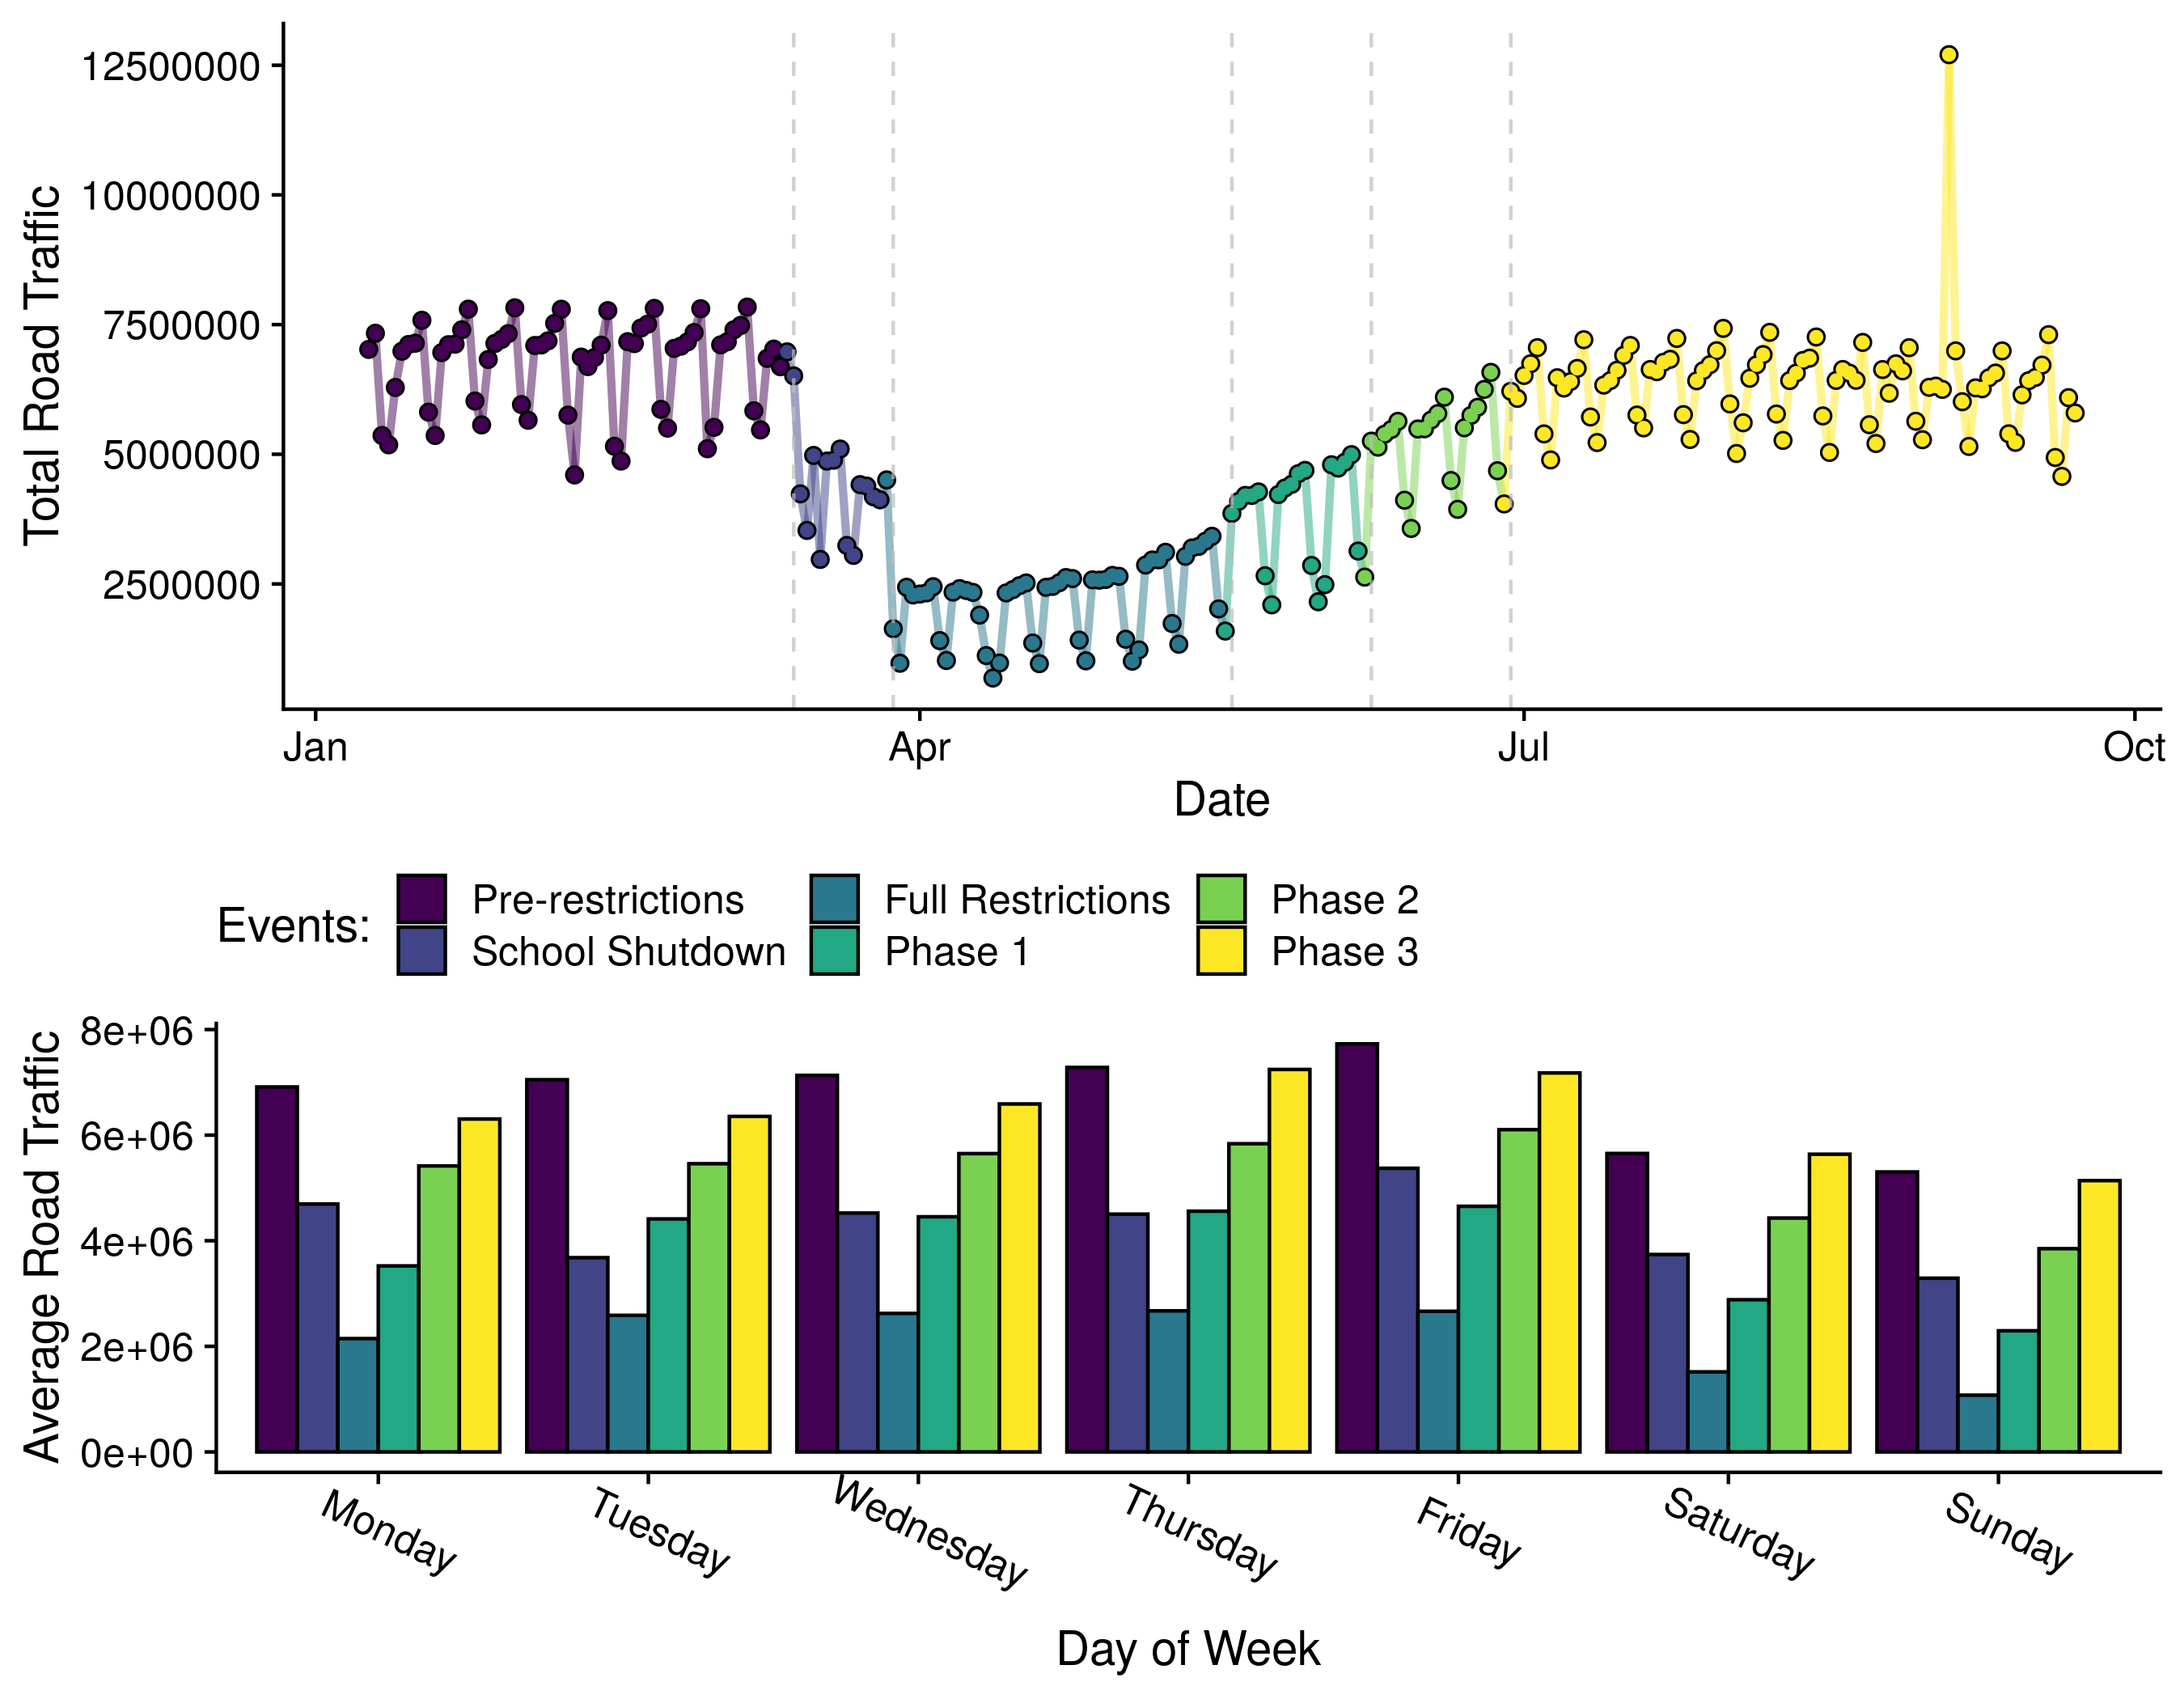 Total Road Traffic
12500000
10000000
7500000
5000000
2500000
Jan
Apr
Jul
Oct
Date
Events:
Pre-restrictions
School Shutdown
Full Restrictions
Phase 1
Phase 2
Phase 3
Average Road Traffic
8e+06
6e+06
4e+06
2e+06
0e+00
Monday
Tuesday
Wednesday
Thursday
Friday
Saturday
Sunday
Day of Week